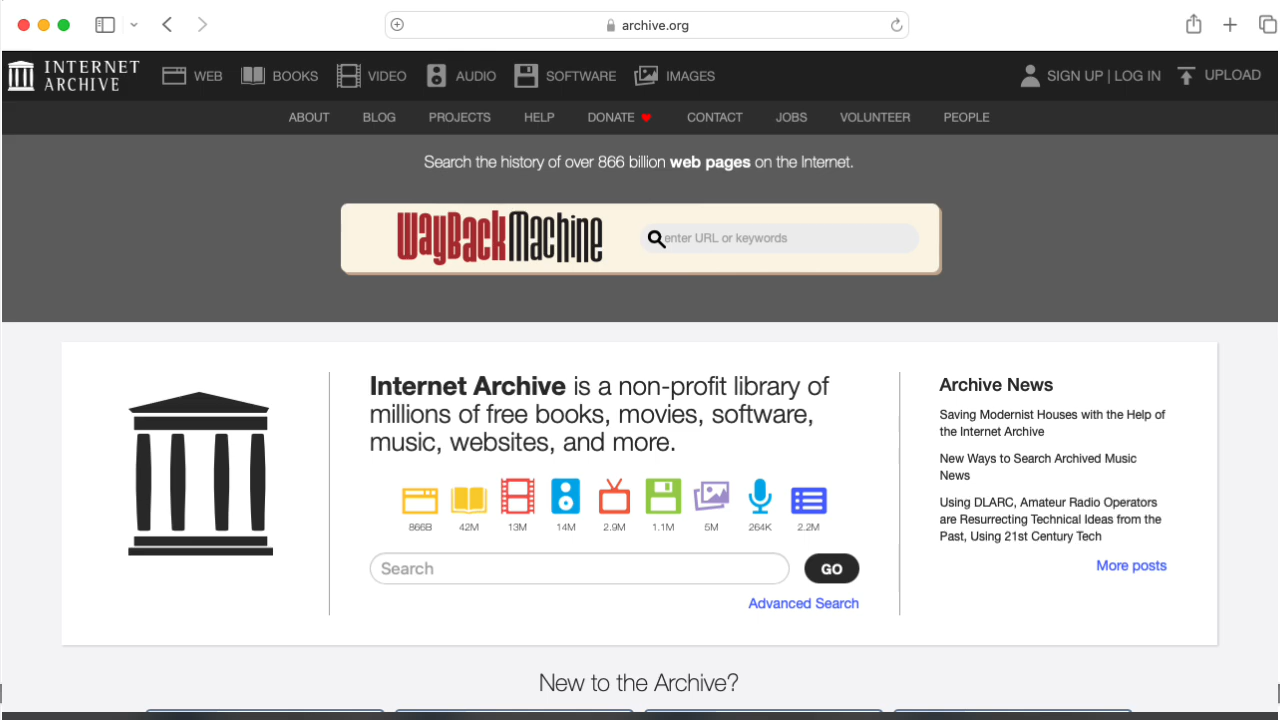 archive.org
INTERNET
ARCHIVE
WEB
BOOKS
VIDEO
AUDIO
SOFTWARE
IMAGES
SIGN UP | LOG IN
UPLOAD
ABOUT
BLOG
PROJECTS
HELP
DONATE
CONTACT
JOBS
VOLUNTEER
PEOPLE
Search the history of over 866 billion web pages on the Internet.
WayBackMachine
enter URL or keywords
Internet Archive is a non-profit library of
millions of free books, movies, software,
music, websites, and more.
866B
42M
13M
14M
2.9M
1.1M
5M
264K
2.2M
Search
GO
Advanced Search
Archive News
Saving Modernist Houses with the Help of
the Internet Archive
New Ways to Search Archived Music
News
Using DLARC, Amateur Radio Operators
are Resurrecting Technical Ideas from the
Past, Using 21st Century Tech
More posts
New to the Archive?